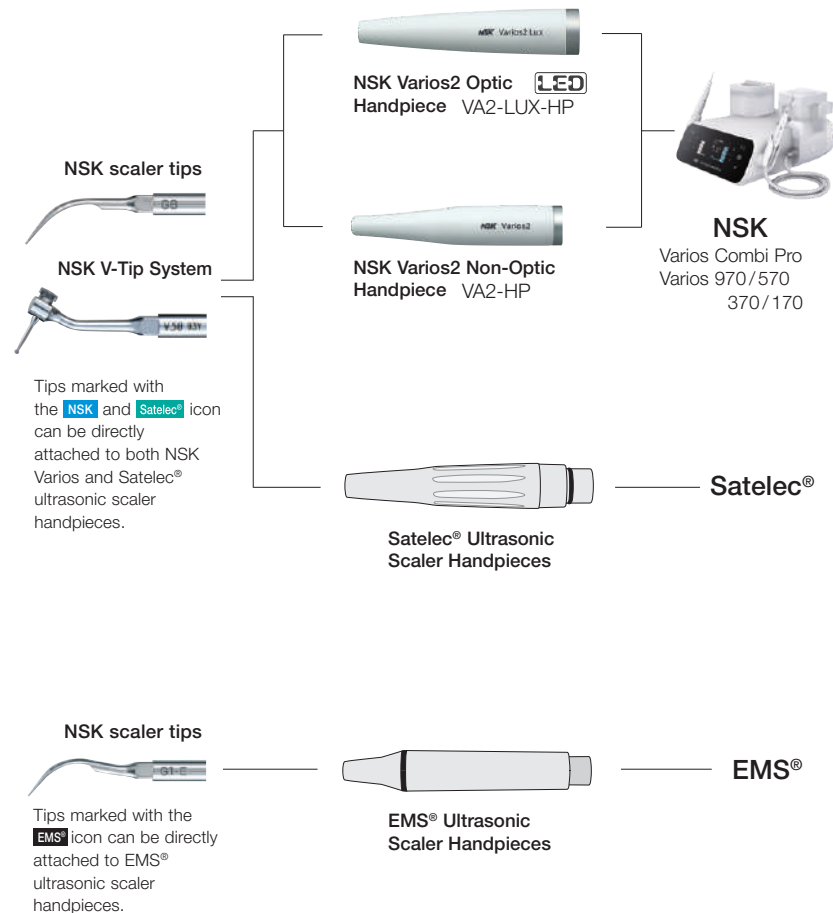 NSK Varios2 Lux
NSK Varios2 Optic LED
Handpiece VA2-LUX-HP
NSK scaler tips
G8
NSK Varios2
NSK
Varios Combi Pro
Varios 970/570
370/170
NSK V-Tip System
NSK Varios2 Non-Optic
Handpiece VA2-HP
Tips marked with
the NSK and Satelec® icon
can be directly
attached to both NSK
Varios and Satelec®
ultrasonic scaler
handpieces.
Satelec®
Satelec® Ultrasonic
Scaler Handpieces
NSK scaler tips
G1-E
EMS®
Tips marked with the
EMS® icon can be directly
attached to EMS®
ultrasonic scaler
handpieces.
EMS® Ultrasonic
Scaler Handpieces